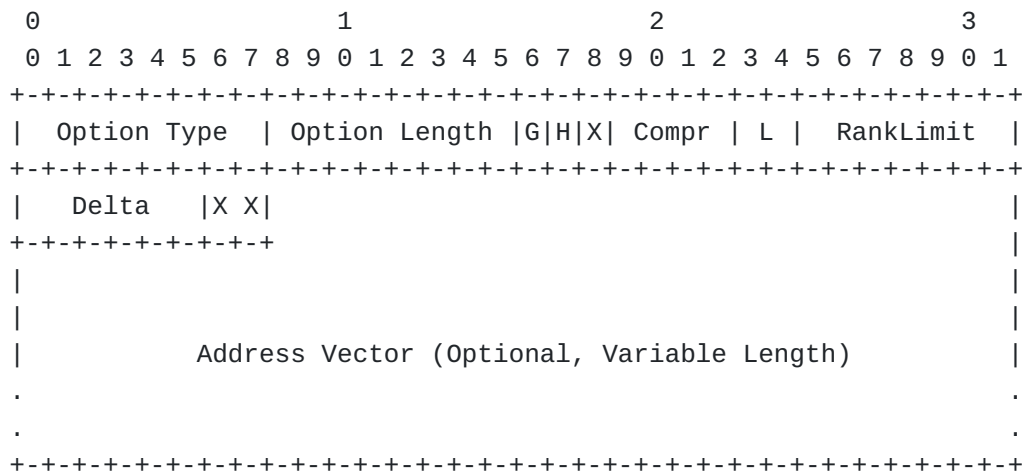 0                   1                   2                   3
 0 1 2 3 4 5 6 7 8 9 0 1 2 3 4 5 6 7 8 9 0 1 2 3 4 5 6 7 8 9 0 1
+-+-+-+-+-+-+-+-+-+-+-+-+-+-+-+-+-+-+-+-+-+-+-+-+-+-+-+-+-+-+-+-+
|  Option Type  | Option Length |G|H|X| Compr | L |  RankLimit  |
+-+-+-+-+-+-+-+-+-+-+-+-+-+-+-+-+-+-+-+-+-+-+-+-+-+-+-+-+-+-+-+-+
|   Delta   |X X|                                               |
+-+-+-+-+-+-+-+-+                                               |
|                                                               |
|                                                               |
|           Address Vector (Optional, Variable Length)          |
.                                                               .
.                                                               .
+-+-+-+-+-+-+-+-+-+-+-+-+-+-+-+-+-+-+-+-+-+-+-+-+-+-+-+-+-+-+-+-+